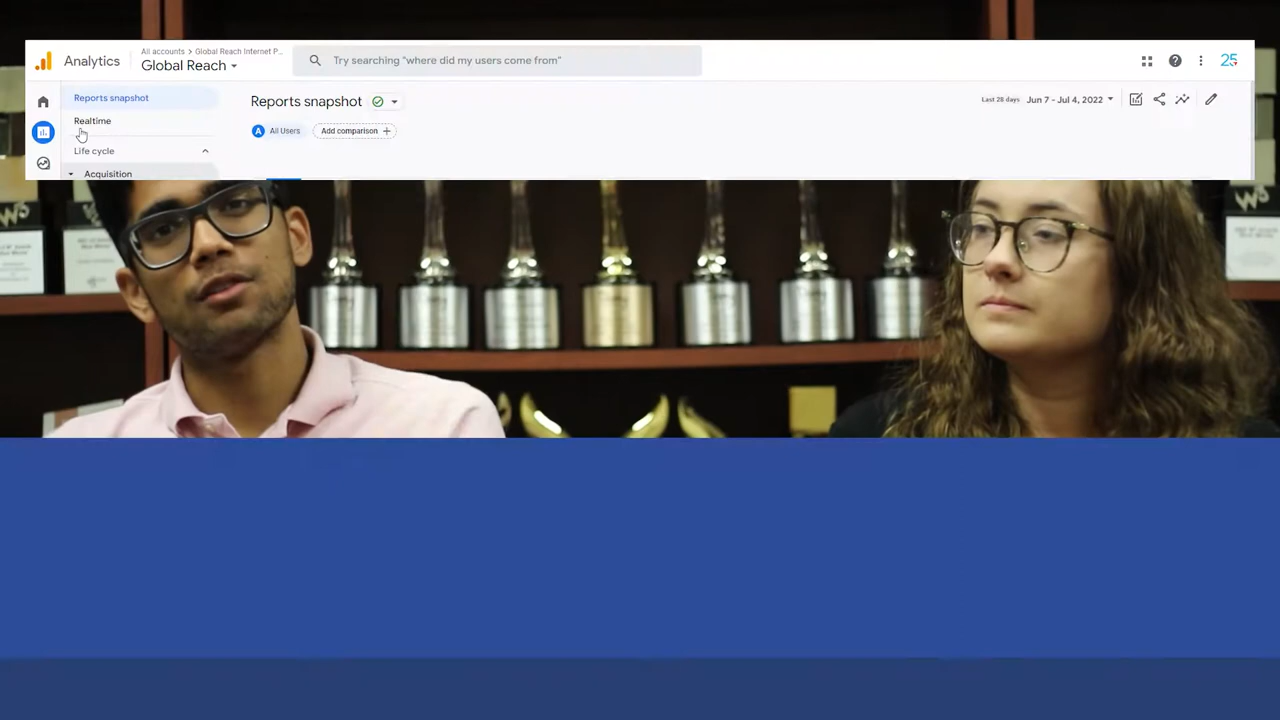 Analytics
All accounts > Global Reach Internet P...
Global Reach
Try searching "where did my users come from"
25
Reports snapshot
Realtime
Life cycle
Acquisition
Reports snapshot
Last 28 days Jun 7 - Jul 4, 2022
A All Users
Add comparison +